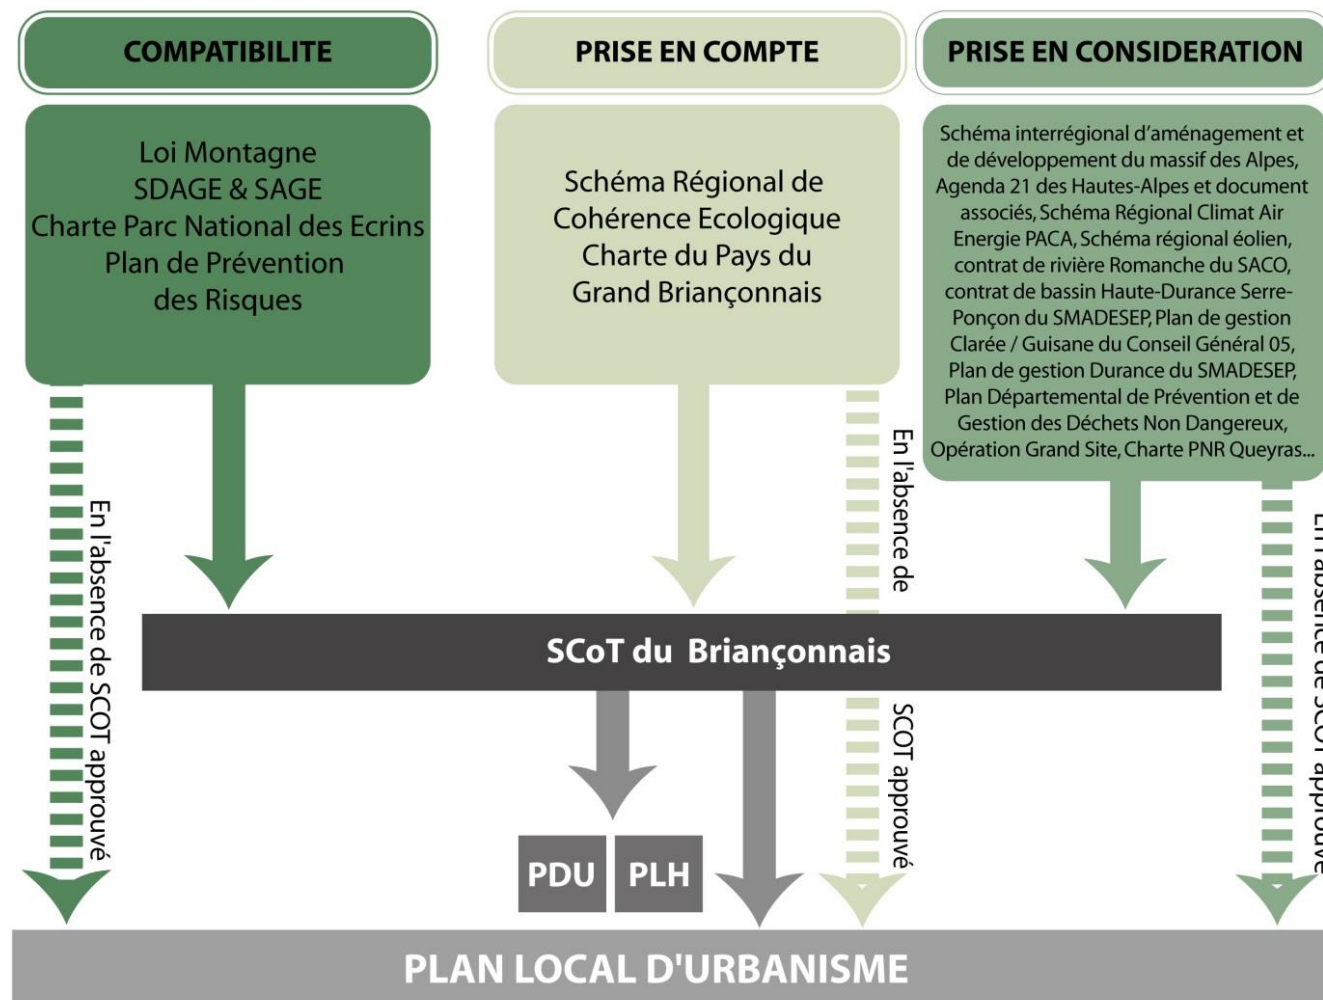 COMPATIBILITE
Loi Montagne
SDAGE & SAGE
Charte Parc National des Ecrins
Plan de Prévention
des Risques
PRISE EN COMPTE
Schéma Régional de
Cohérence Ecologique
Charte du Pays du
Grand Briançonnais
PRISE EN CONSIDERATION
Schéma interrégional d'aménagement et
de développement du massif des Alpes,
Agenda 21 des Hautes-Alpes et document
associés, Schéma Régional Climat Air
Energie PACA, Schéma régional éolien,
contrat de rivière Romanche du SACO,
contrat de bassin Haute-Durance Serre-
Ponçon du SMADESEP, Plan de gestion
Clarée / Guisane du Conseil Général 05,
Plan de gestion Durance du SMADESEP,
Plan Départemental de Prévention et de
Gestion des Déchets Non Dangereux,
Opération Grand Site, Charte PNR Queyras...
En l'absence de SCOT approuvé
En l'absence de
SCOT approuvé
En l'absence de SCOT approuvé
SCoT du Briançonnais
PDU
PLH
PLAN LOCAL D'URBANISME